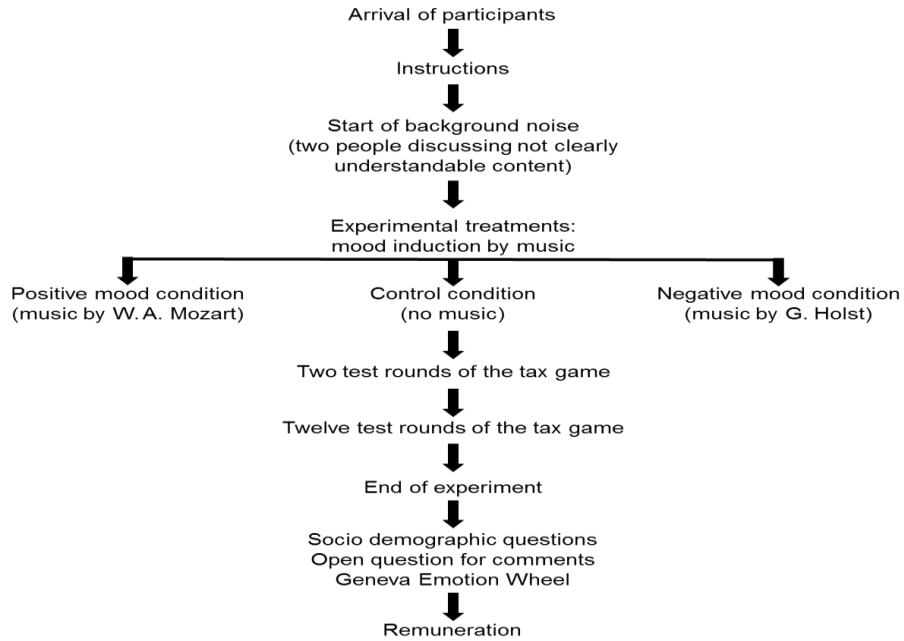 Arrival of participants
Instructions
Start of background noise
(two people discussing not clearly
understandable content)
Experimental treatments:
mood induction by music
Positive mood condition
(music by W. A. Mozart)
Control condition
(no music)
Negative mood condition
(music by G. Holst)
Two test rounds of the tax game
Twelve test rounds of the tax game
End of experiment
Socio demographic questions
Open question for comments
Geneva Emotion Wheel
Remuneration